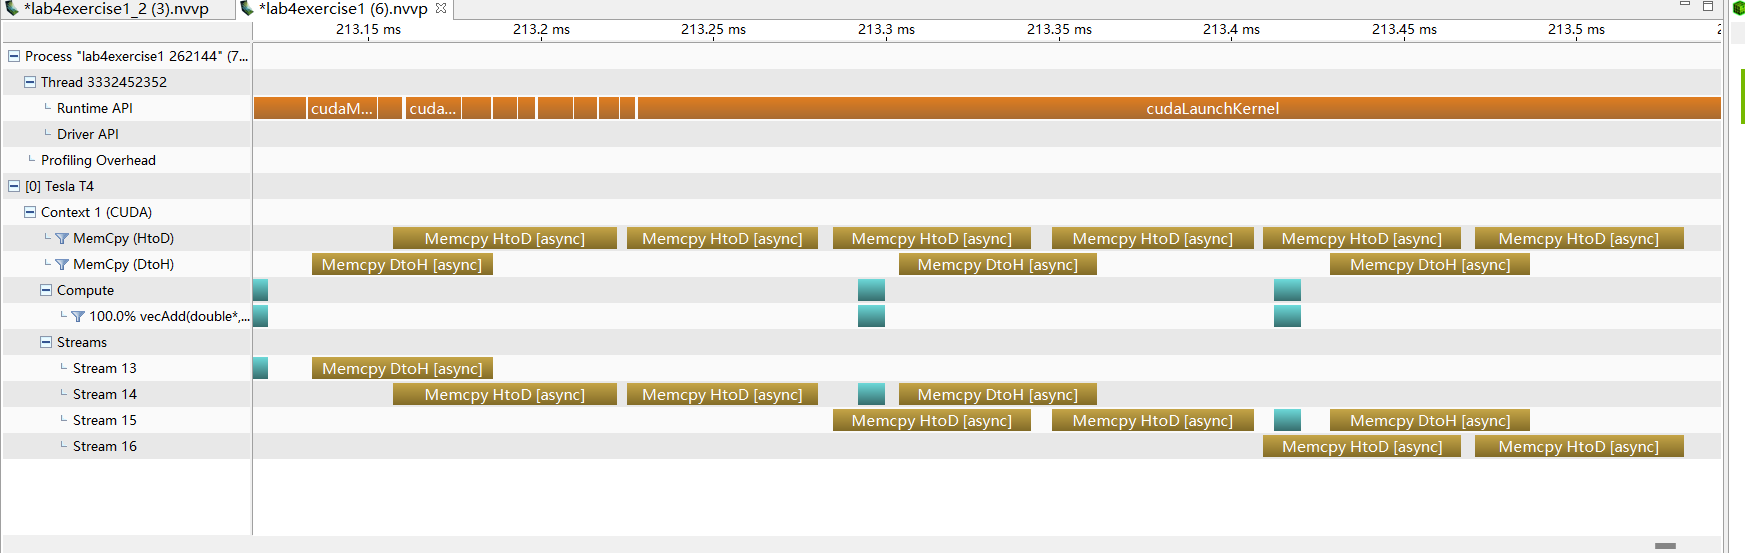 *lab4exercise1_2 (3).nvvp *lab4exercise1 (6).nvvp
213.15 ms 213.2 ms 213.25 ms 213.3 ms 213.35 ms 213.4 ms 213.45 ms 213.5 ms 2
Process "lab4exercise1 262144" (7...
Thread 3332452352
Runtime API cudaM... cuda... cudaLaunchKernel
Driver API
Profiling Overhead
[0] Tesla T4
Context 1 (CUDA)
MemCpy (HtoD) Memcpy HtoD [async] Memcpy HtoD [async] Memcpy HtoD [async] Memcpy HtoD [async] Memcpy HtoD [async] Memcpy HtoD [async]
MemCpy (DtoH) Memcpy DtoH [async] Memcpy DtoH [async] Memcpy DtoH [async]
Compute
100.0% vecAdd(double*,...
Streams
Stream 13 Memcpy DtoH [async]
Stream 14 Memcpy HtoD [async] Memcpy HtoD [async] Memcpy DtoH [async]
Stream 15 Memcpy HtoD [async] Memcpy HtoD [async] Memcpy DtoH [async]
Stream 16 Memcpy HtoD [async] Memcpy HtoD [async]